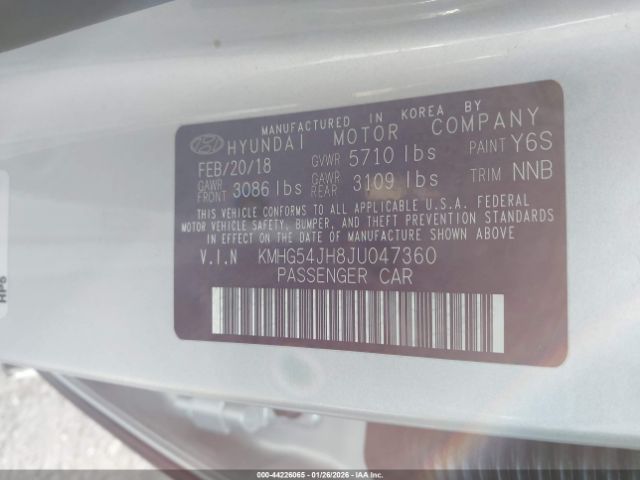 MANUFACTURED IN KOREA BY
HYUNDAI MOTOR COMPANY
FEB/20/18 GVWR 5710 lbs PAINT Y6S
GAWR FRONT 3086 lbs GAWR REAR 3109 lbs TRIM NNB
THIS VEHICLE CONFORMS TO ALL APPLICABLE U.S.A. FEDERAL
MOTOR VEHICLE SAFETY, BUMPER, AND THEFT PREVENTION STANDARDS
IN EFFECT ON THE DATE OF MANUFACTURE SHOWN ABOVE.
V.I.N KMHG54JH8JU047360
PASSENGER CAR
HP5
000-44226065 | 01/26/2026 - IAA Inc.